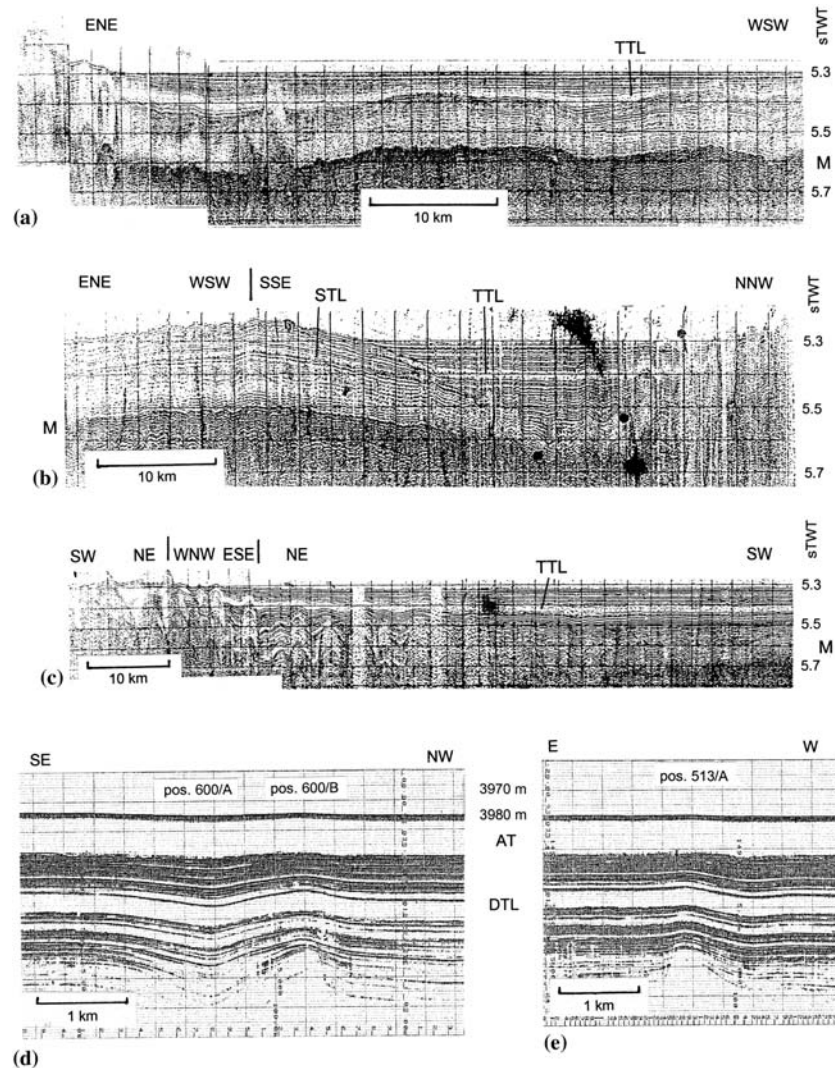 ENE WSW sTWT
TTL
5.3
5.5
M
5.7
10 km
(a)
ENE WSW SSE NNW sTWT
STL TTL
5.3
5.5
M
5.7
10 km
(b)
SW NE WNW ESE NE SW sTWT
TTL
5.3
5.5
M
5.7
10 km
(c)
SE NW E W
pos. 600/A pos. 600/B 3970 m pos. 513/A
3980 m
AT
DTL
1 km 1 km
(d) (e)